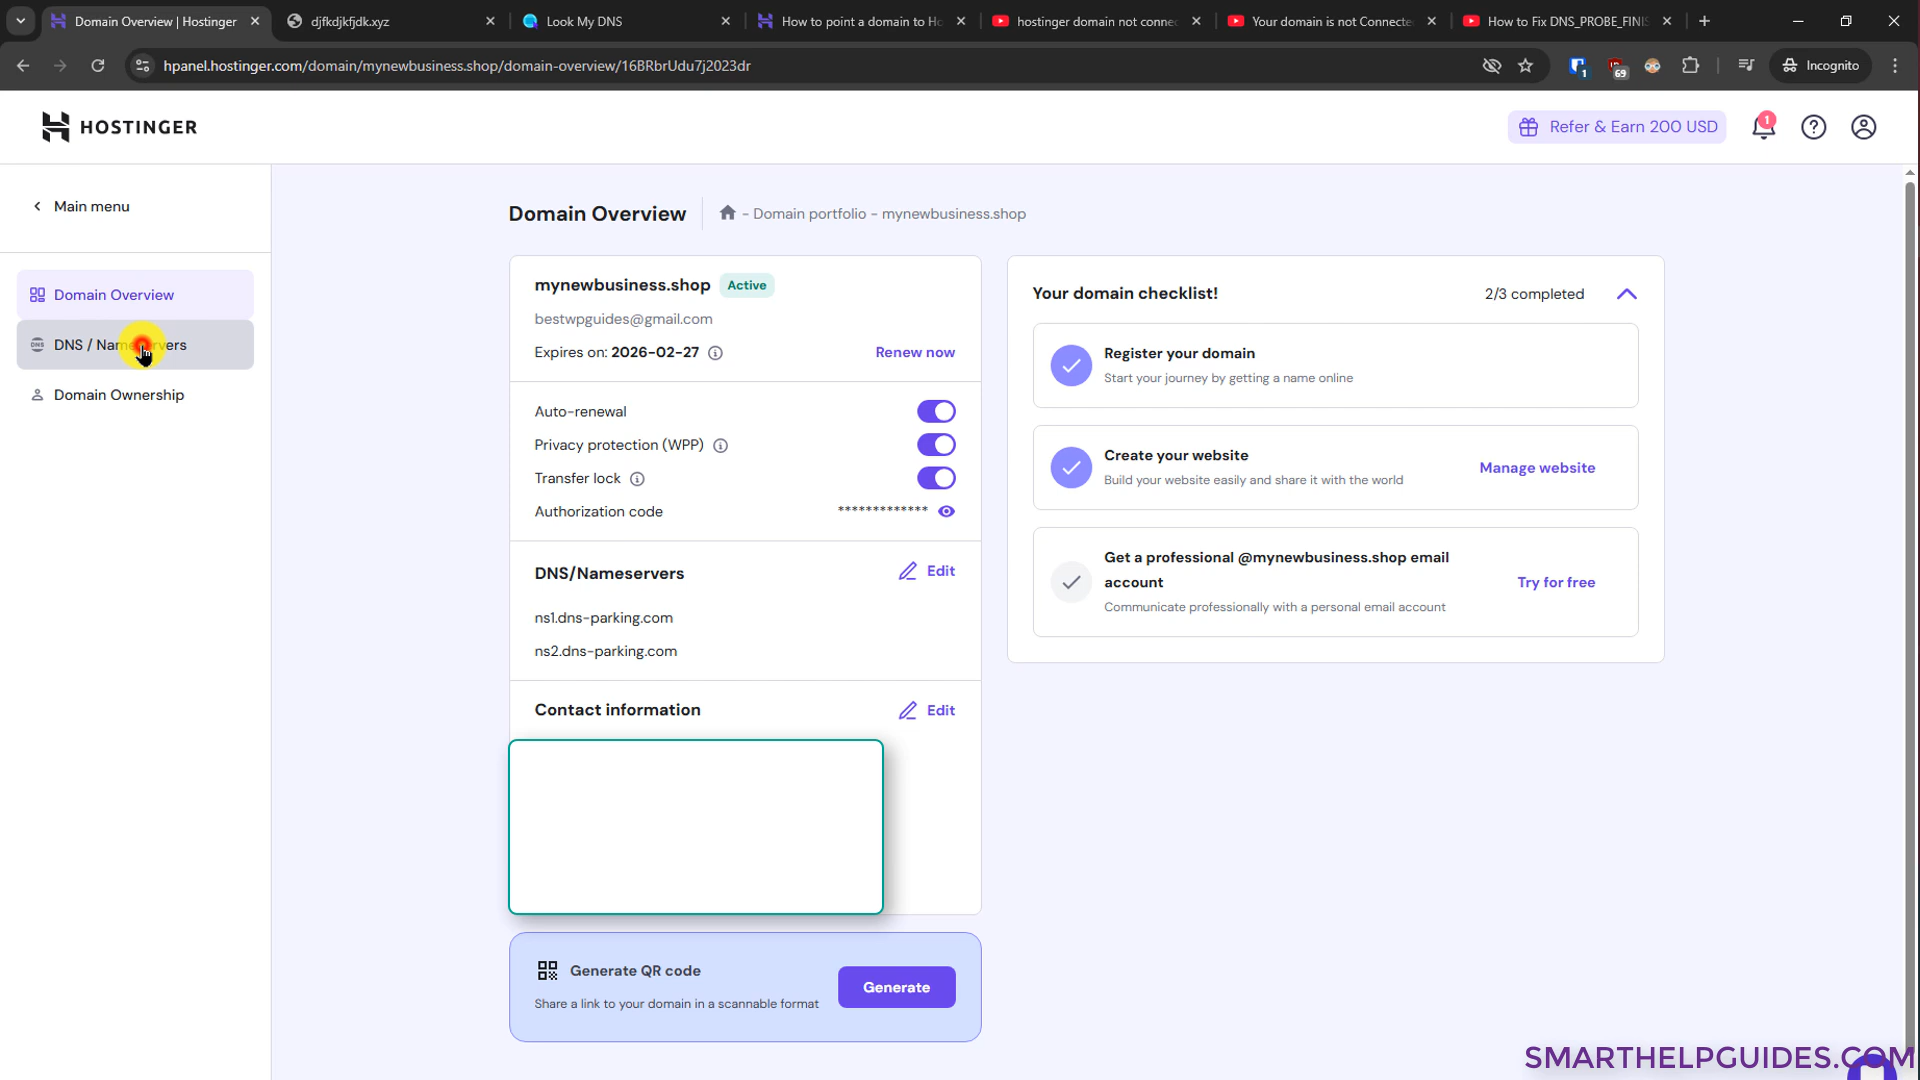 Domain Overview | Hostinger
djfkdjkfjdk.xyz
Look My DNS
How to point a domain to Ho
hostinger domain not connec
Your domain is not Connecte
How to Fix DNS_PROBE_FINIS
hpanel.hostinger.com/domain/mynewbusiness.shop/domain-overview/16BRbrUdu7j2023dr
1
69
Incognito
HOSTINGER
Refer & Earn 200 USD
1
Main menu
Domain Overview
DNS / Nameservers
Domain Ownership
Domain Overview
- Domain portfolio - mynewbusiness.shop
mynewbusiness.shop
Active
bestwpguides@gmail.com
Expires on: 2026-02-27
Renew now
Auto-renewal
Privacy protection (WPP)
Transfer lock
Authorization code
*************
DNS/Nameservers
Edit
ns1.dns-parking.com
ns2.dns-parking.com
Contact information
Edit
Generate QR code
Share a link to your domain in a scannable format
Generate
Your domain checklist!
2/3 completed
Register your domain
Start your journey by getting a name online
Create your website
Build your website easily and share it with the world
Manage website
Get a professional @mynewbusiness.shop email
account
Communicate professionally with a personal email account
Try for free
SMARTHELPGUIDES.COM